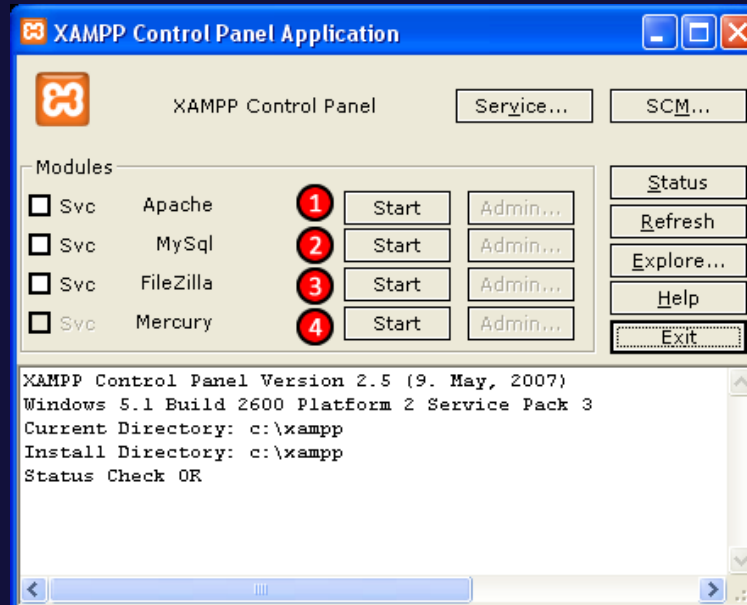 XAMPP Control Panel Application
XAMPP Control Panel Service... SCM...
Modules
Svc Apache 1 Start Admin...
Svc MySql 2 Start Admin...
Svc FileZilla 3 Start Admin...
Svc Mercury 4 Start Admin...
Status
Refresh
Explore...
Help
Exit
XAMPP Control Panel Version 2.5 (9. May, 2007)
Windows 5.1 Build 2600 Platform 2 Service Pack 3
Current Directory: c:\xampp
Install Directory: c:\xampp
Status Check OK